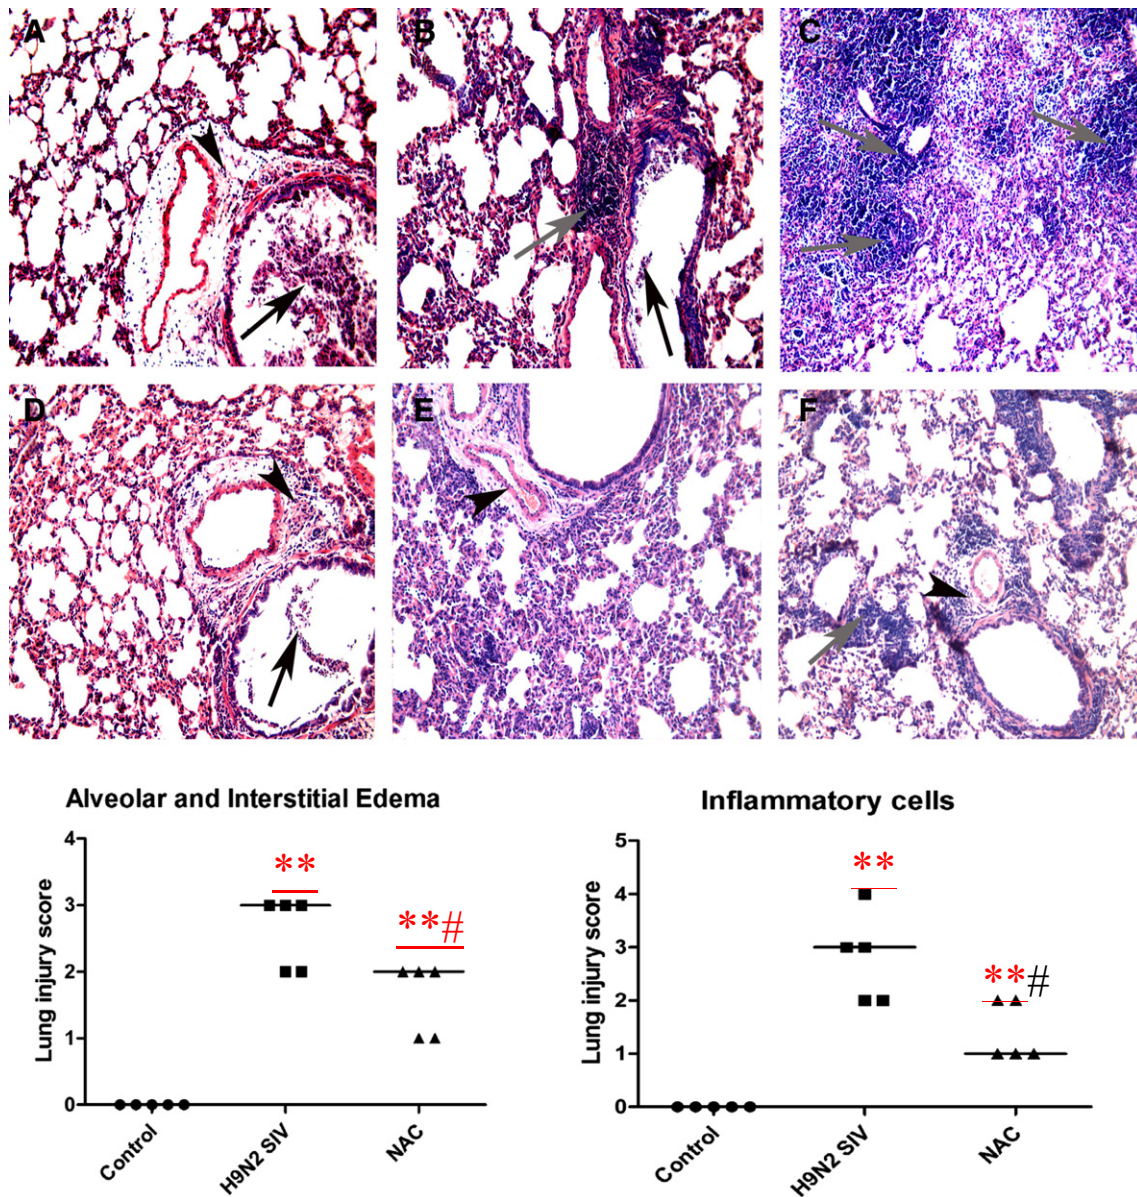 A
B
C
D
E
F
Alveolar and Interstitial Edema
Lung injury score
4
3
2
1
0
**
**#
Control
H9N2 SIV
NAC
Inflammatory cells
Lung injury score
5
4
3
2
1
0
**
**#
Control
H9N2 SIV
NAC